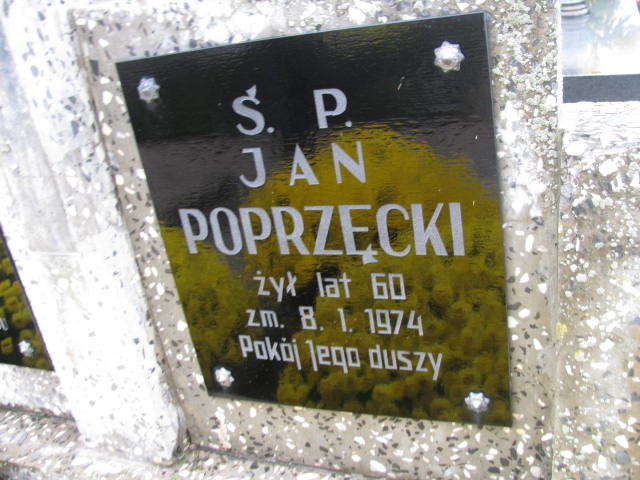 Ś. P.
JAN
POPRZĘCKI
żył lat 60
zm. 8. 1. 1974
Pokój Jego duszy